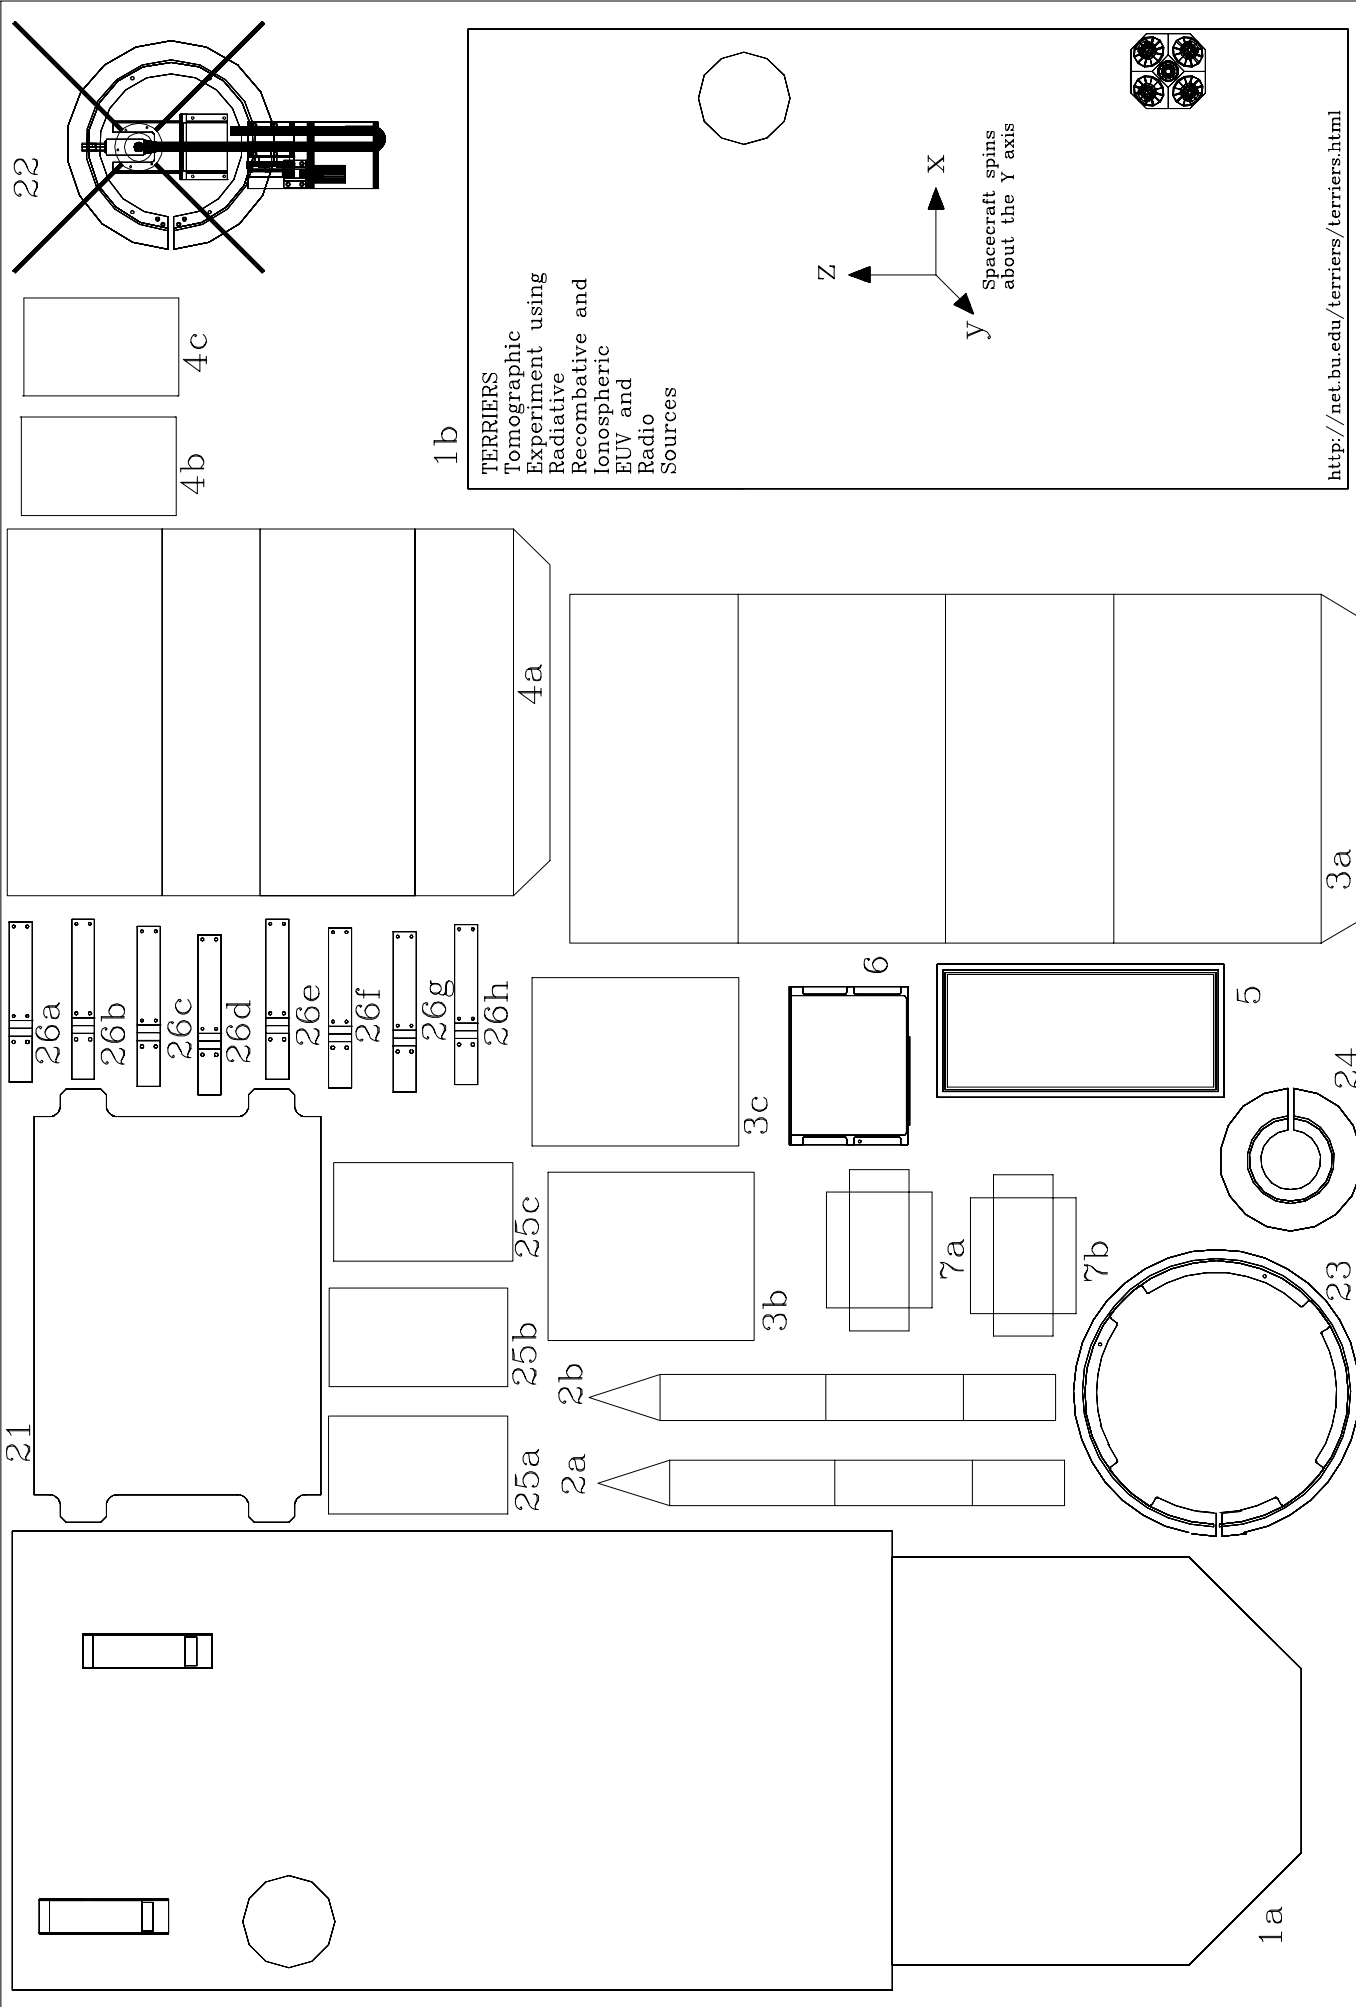 22
4c
4b
1b
TERRIERS
Tomographic
Experiment using
Radiative
Recombative and
Ionospheric
EUV and
Radio
Sources
Z
X
y
Spacecraft spins
about the Y axis
http://net.bu.edu/terriers/terriers.html
4a
3a
26a
26b
26c
26d
26e
26f
26g
26h
3c
6
5
24
21
25c
25b
25a
3b
7a
7b
23
2b
2a
1a